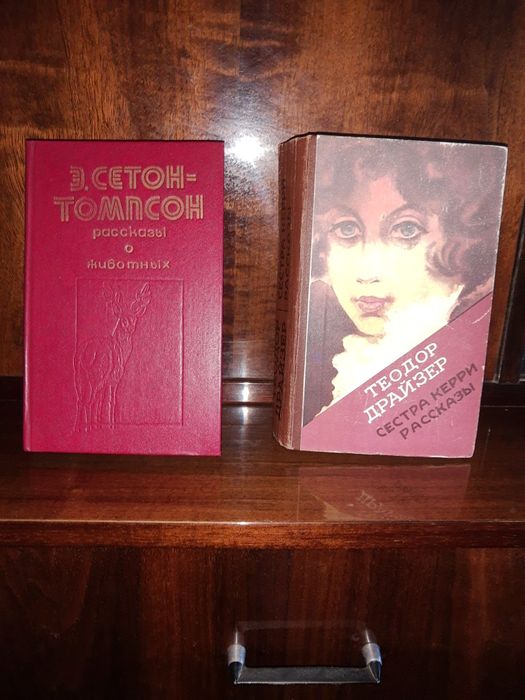 Э. СЕТОН-
ТОМПСОН
рассказы
о
животных
ТЕОДОР
ДРАЙЗЕР
СЕСТРА КЕРРИ
РАССКАЗЫ